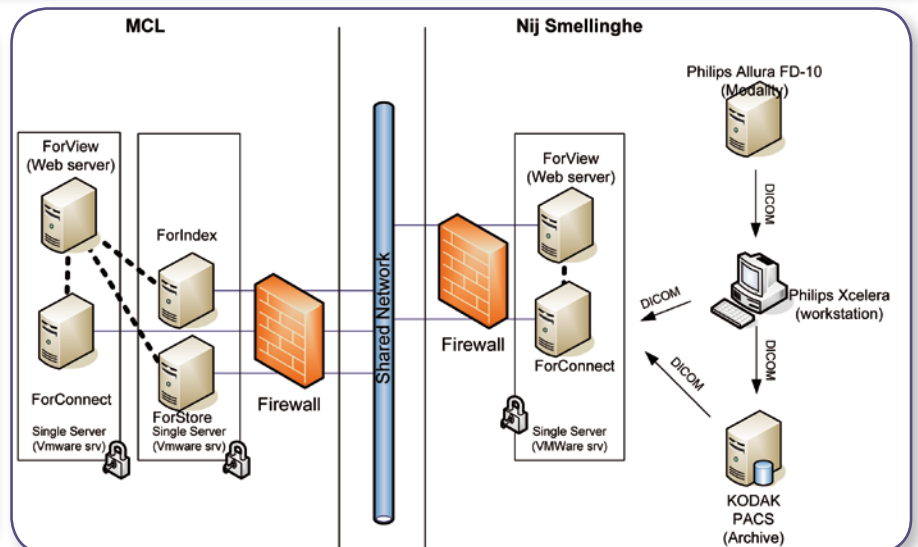 MCL
Nij Smellinghe
ForView
(Web server)
ForIndex
ForConnect
ForStore
Single Server
(Vmware srv)
Single Server
(Vmware srv)
Firewall
Shared Network
Firewall
ForView
(Web server)
ForConnect
Single Server
(VMWare srv)
Philips Allura FD-10
(Modality)
DICOM
Philips Xcelera
(workstation)
DICOM
DICOM
DICOM
KODAK
PACS
(Archive)